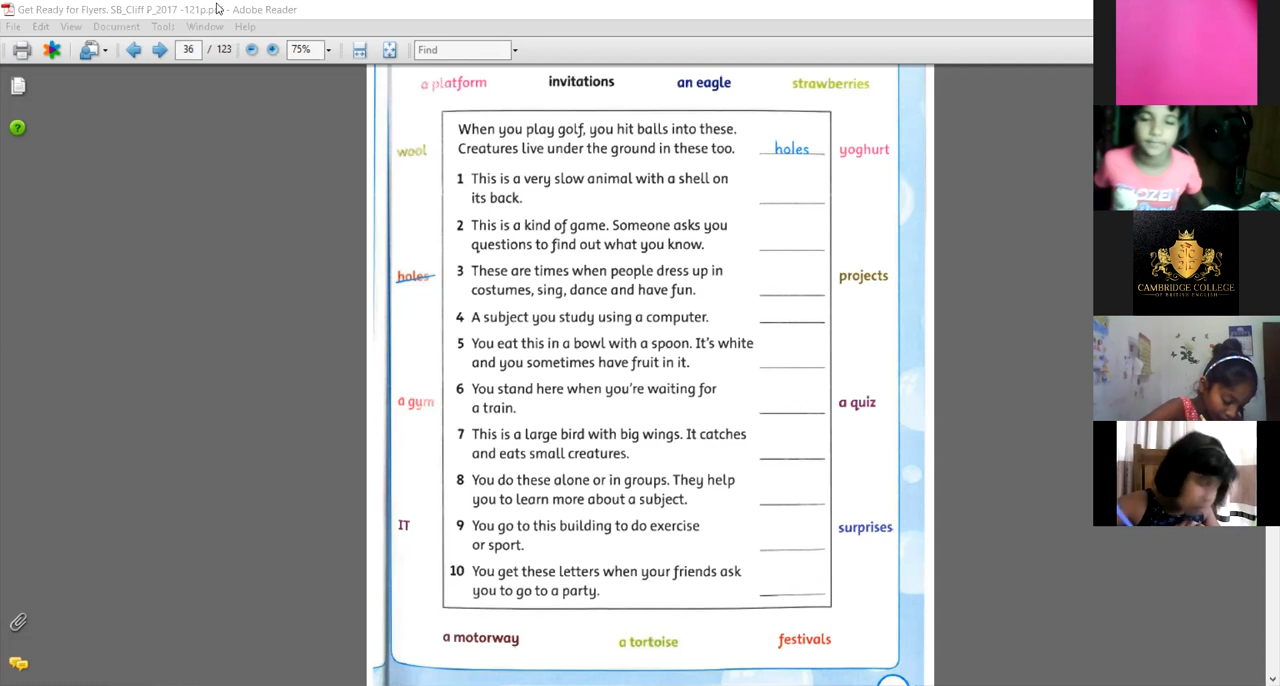 Get Ready for Flyers. SB_Cliff P_2017 -121p.p - Adobe Reader
File Edit View Document Tools Window Help
36 / 123 75% Find
a platform invitations an eagle strawberries
When you play golf, you hit balls into these.
wool Creatures live under the ground in these too. holes yoghurt
1 This is a very slow animal with a shell on
its back.
2 This is a kind of game. Someone asks you
questions to find out what you know.
3 These are times when people dress up in
holes projects
costumes, sing, dance and have fun.
4 A subject you study using a computer.
5 You eat this in a bowl with a spoon. It's white
and you sometimes have fruit in it.
6 You stand here when you're waiting for
a gym a quiz
a train.
7 This is a large bird with big wings. It catches
and eats small creatures.
8 You do these alone or in groups. They help
you to learn more about a subject.
IT 9 You go to this building to do exercise surprises
or sport.
10 You get these letters when your friends ask
you to go to a party.
a motorway a tortoise festivals
CAMBRIDGE COLLEGE
OF BRITISH ENGLISH